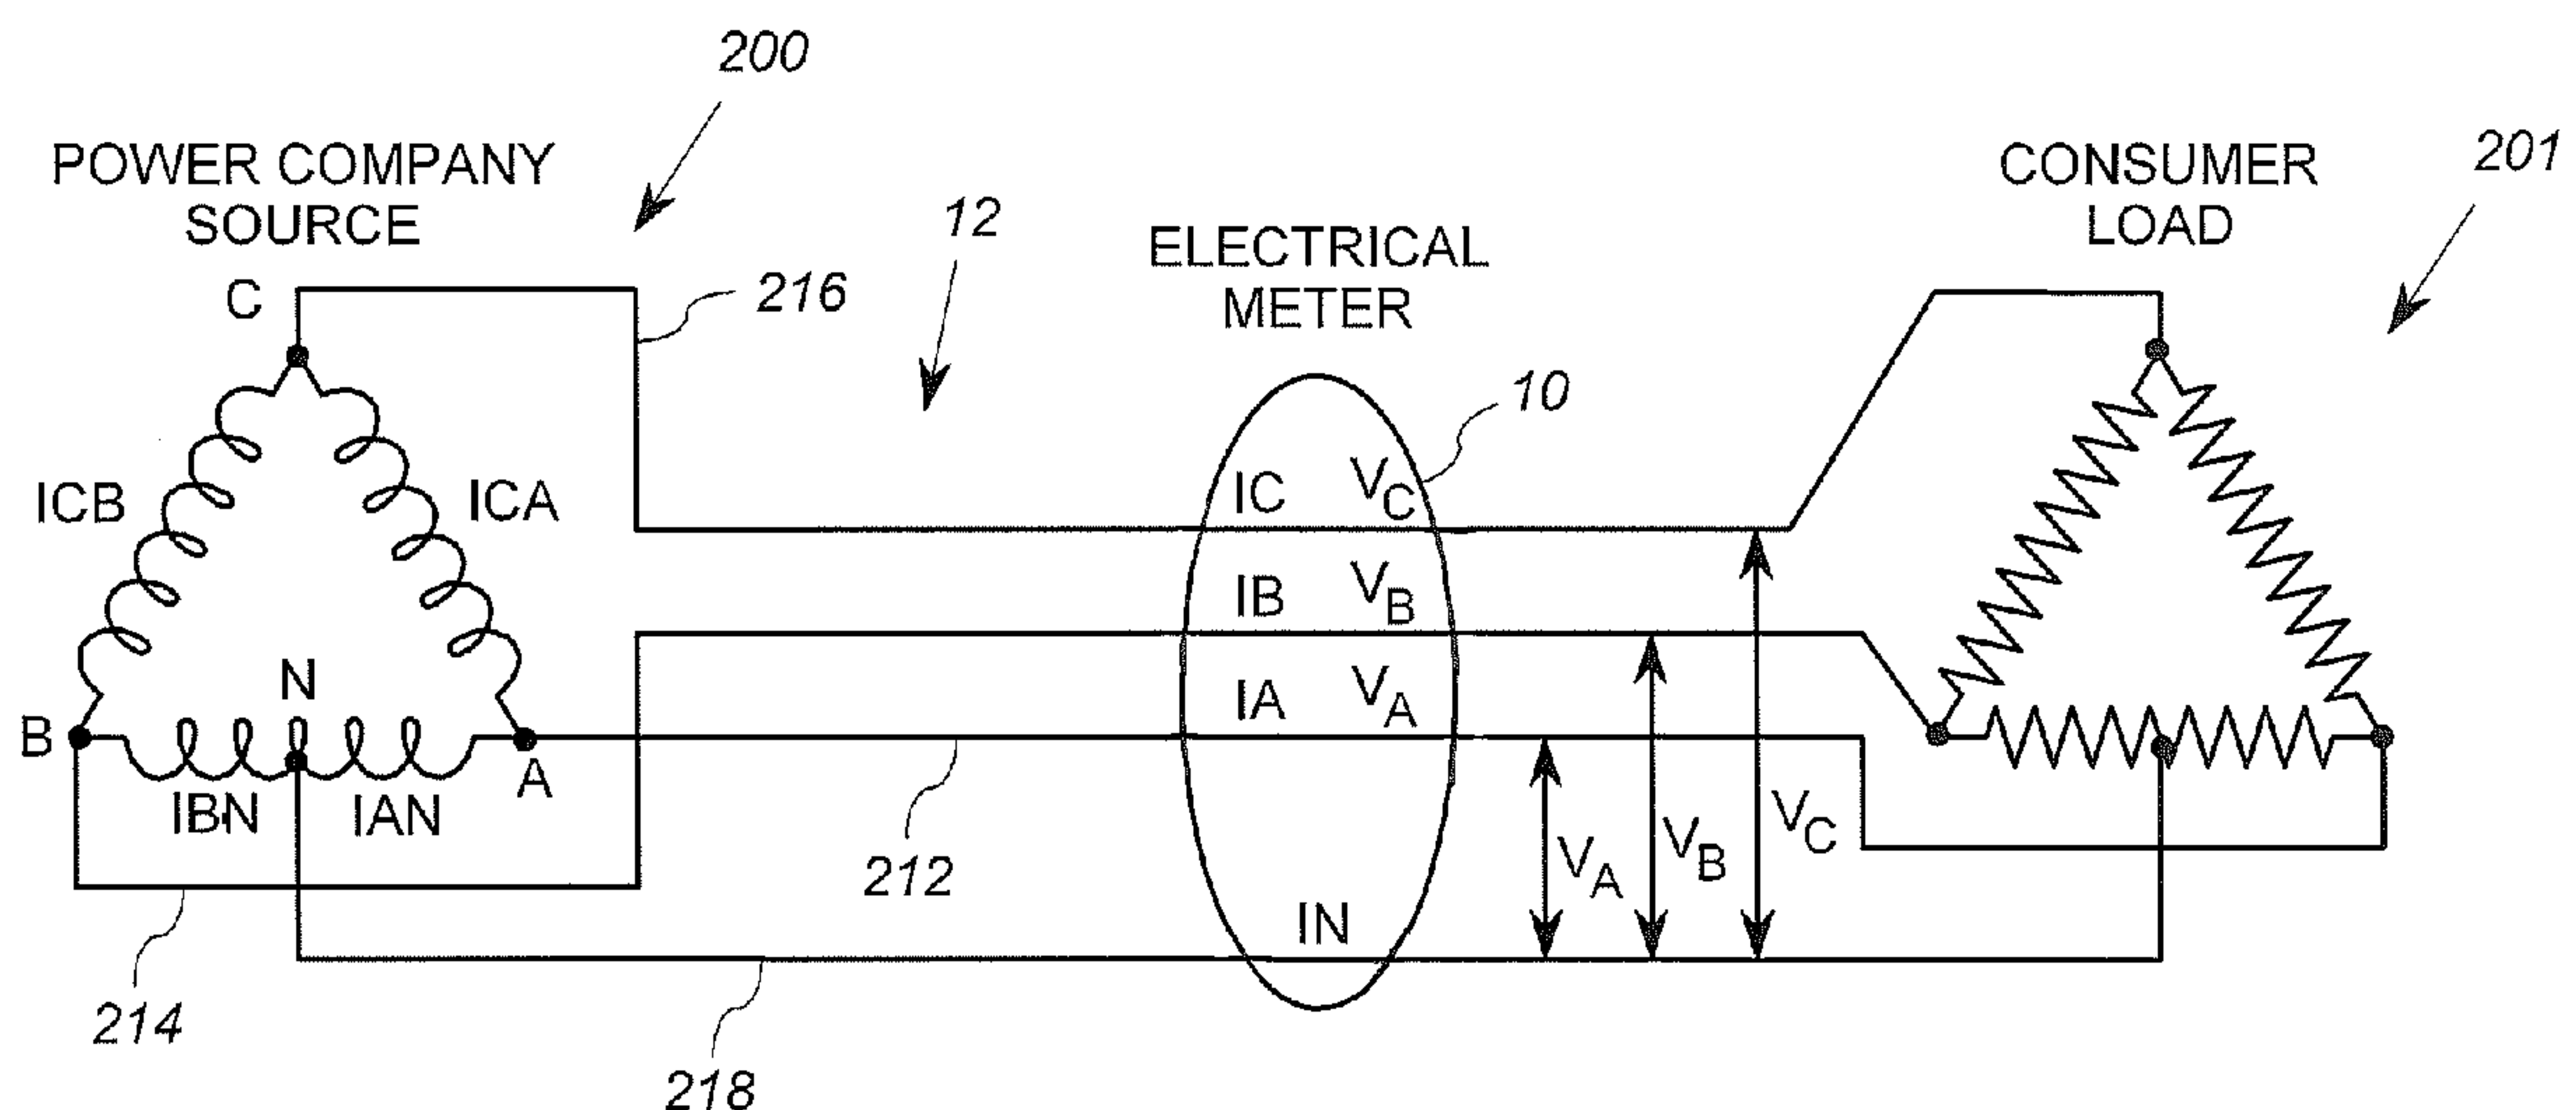 200
POWER COMPANY
SOURCE
12
ELECTRICAL
METER
CONSUMER
LOAD
201
C
216
10
ICB
ICA
IC VC
IB VB
IA VA
N
B
A
IBN
IAN
212
VA
VB
VC
IN
214
218